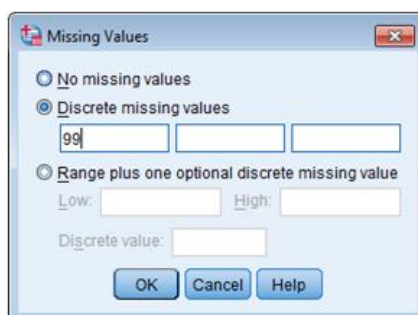 Missing Values
No missing values
Discrete missing values
99
Range plus one optional discrete missing value
Low: High:
Discrete value:
OK Cancel Help